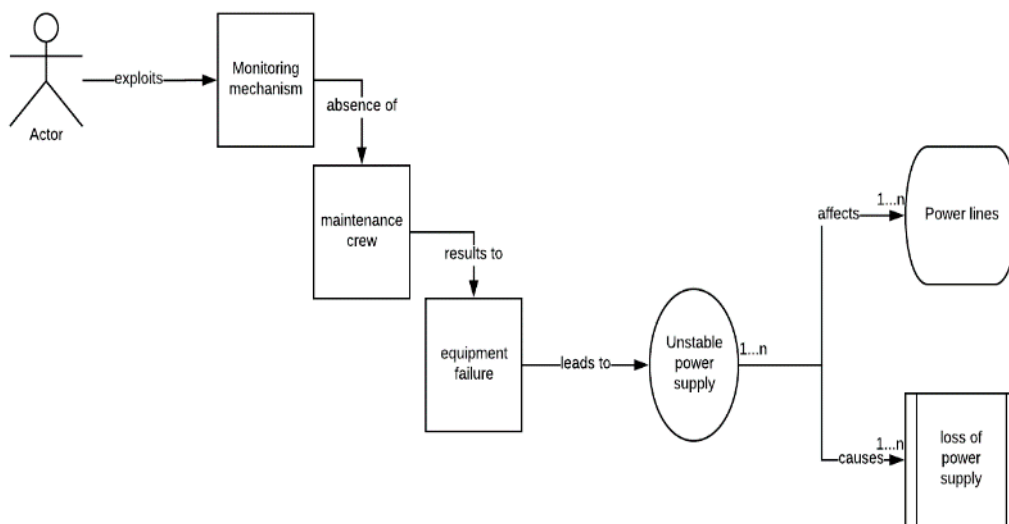 Actor
exploits
Monitoring
mechanism
absence of
maintenance
crew
results to
equipment
failure
leads to
Unstable
power
supply
1...n
affects
1...n
Power lines
causes
1...n
loss of
power
supply